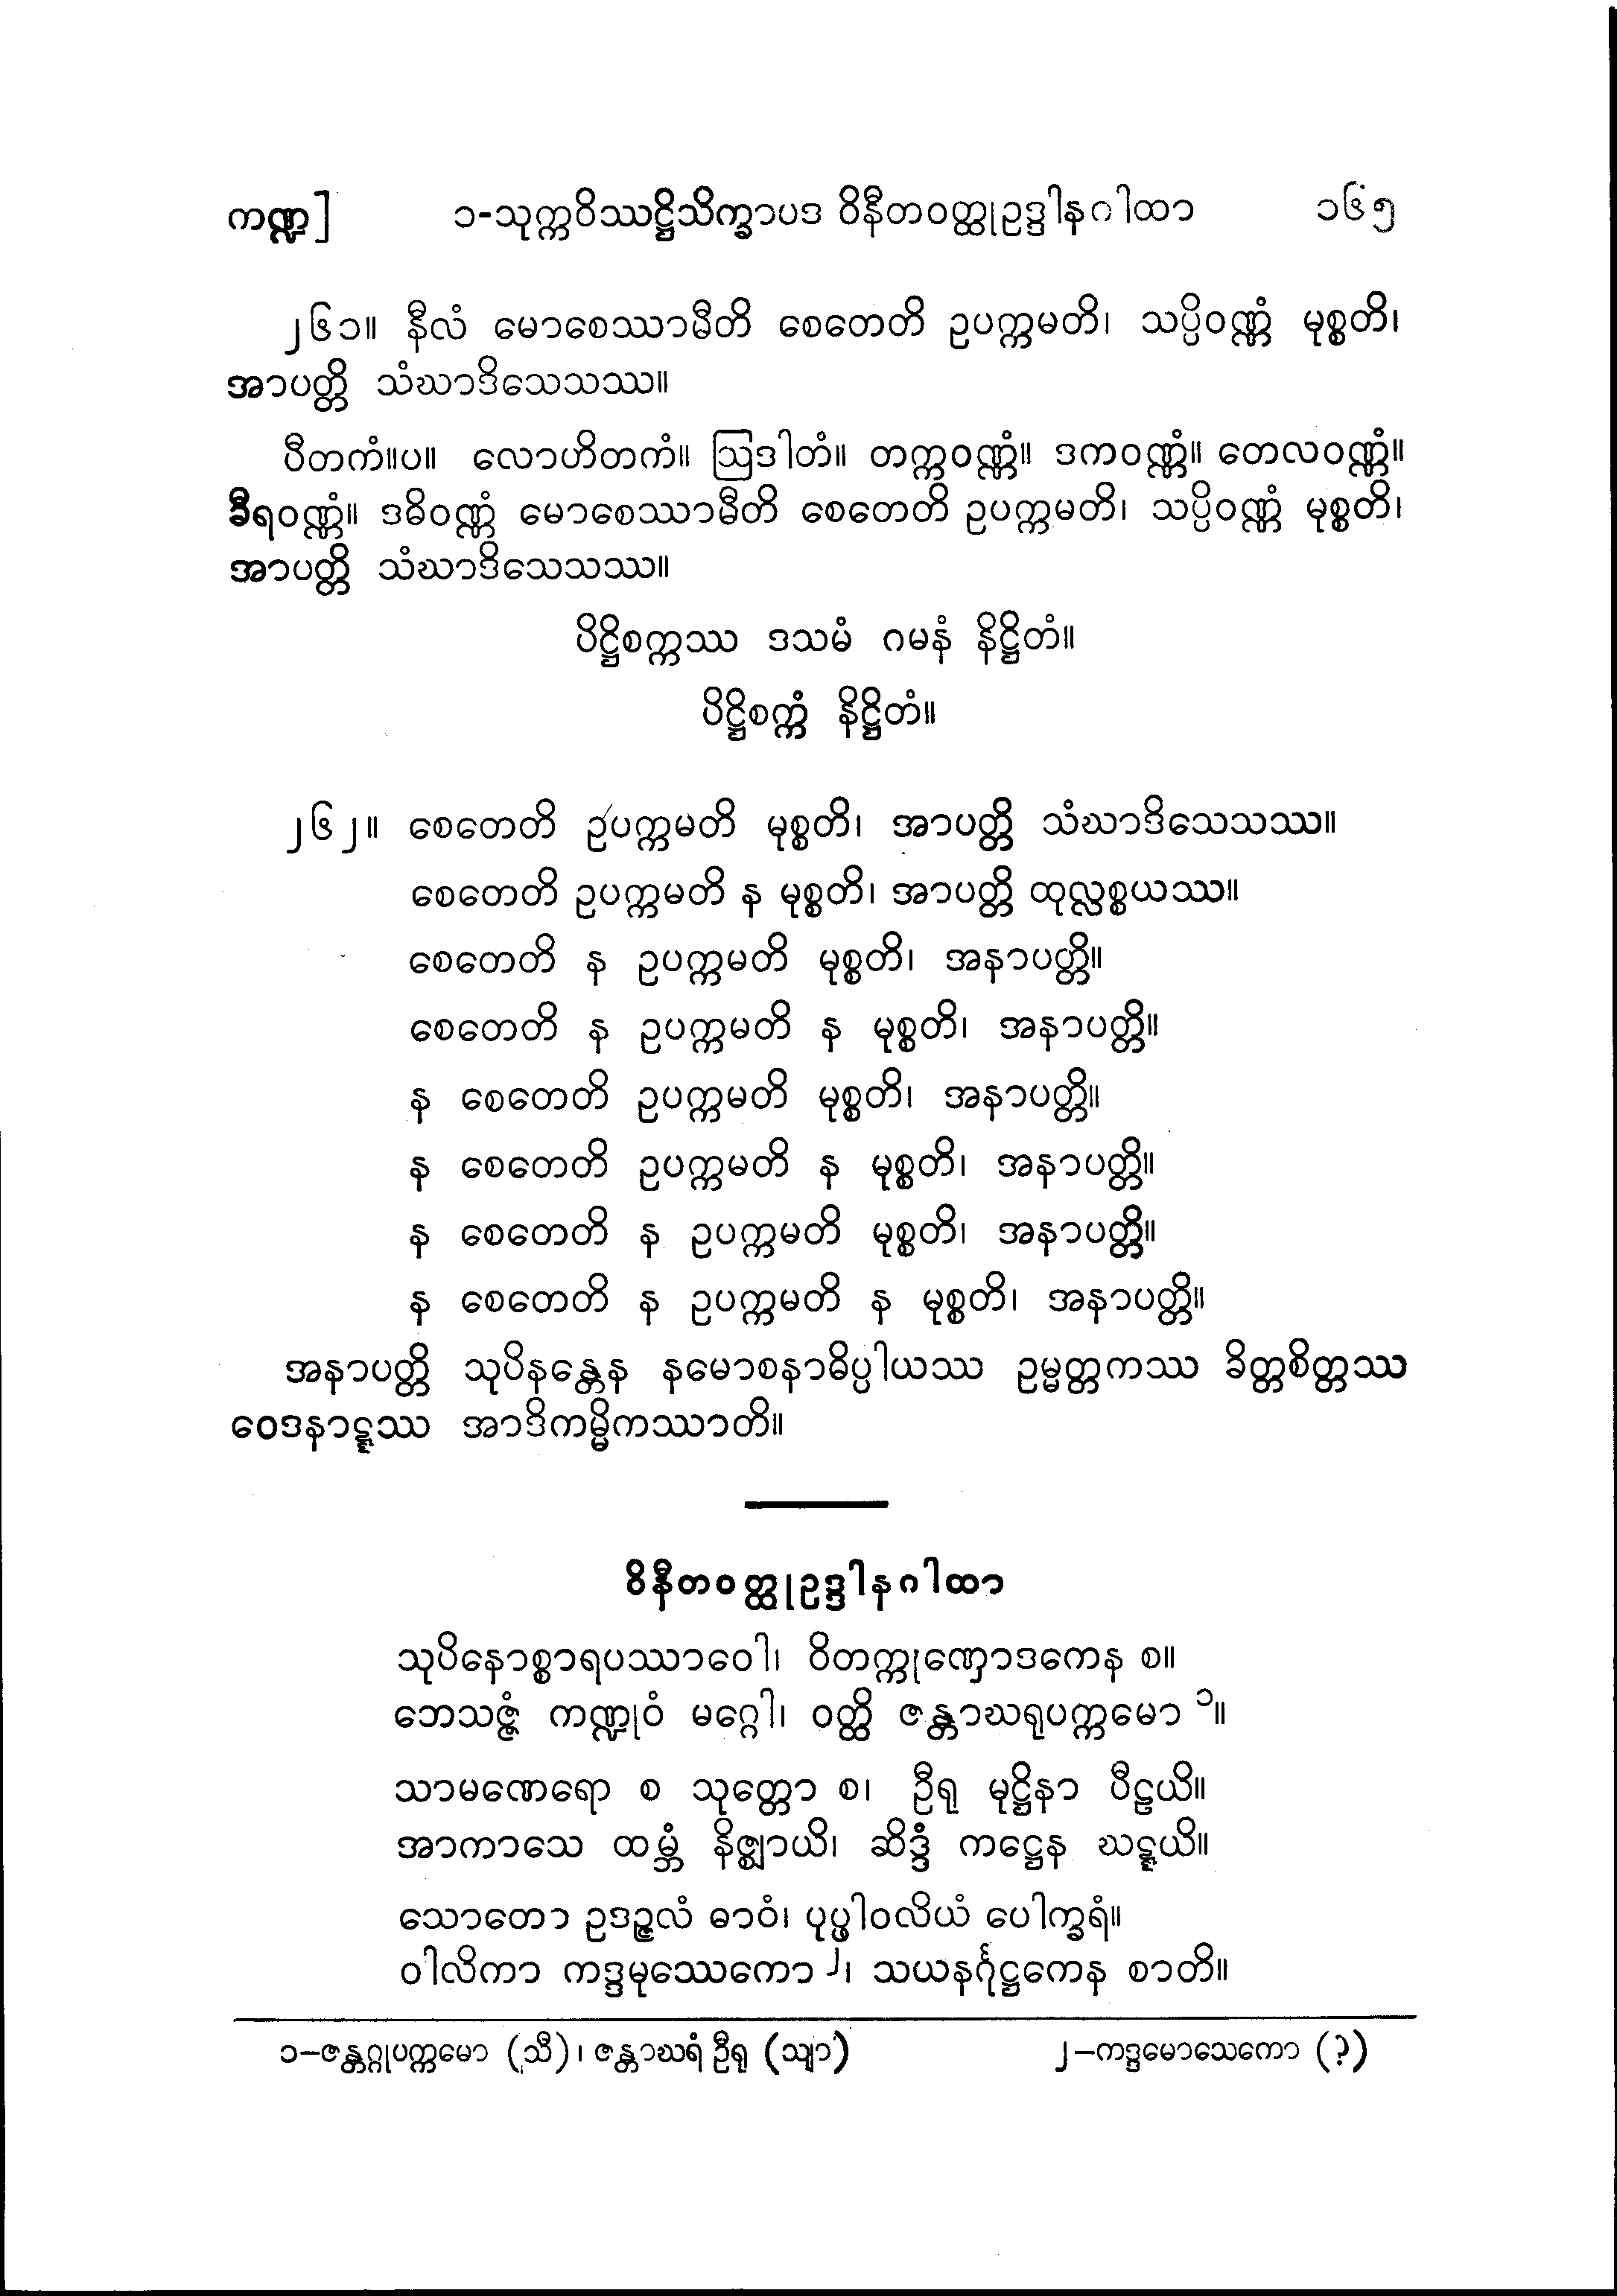 ကဏ္ဍ] ၁-သုက္ကဝိဿဋ္ဌိသိက္ခာပဒ ဝိနီတဝတ္ထုဥဒ္ဒါနဂါထာ ၁၆၅
၂၆၁။ နီလံ မောစေဿာမီတိ စေတေတိ ဥပက္ကမတိ၊ သပ္ပိဝဏ္ဏံ မုစ္စတိ၊
အာပတ္တိ သံဃာဒိသေသဿ။
ပီတကံ။ပ။ လောဟိတကံ။ ဩဒါတံ။ တက္ကဝဏ္ဏံ။ ဒကဝဏ္ဏံ။ တေလဝဏ္ဏံ။
ခီရဝဏ္ဏံ။ ဒဓိဝဏ္ဏံ မောစေဿာမီတိ စေတေတိ ဥပက္ကမတိ၊ သပ္ပိဝဏ္ဏံ မုစ္စတိ၊
အာပတ္တိ သံဃာဒိသေသဿ။
ပိဋ္ဌိစက္ကဿ ဒသမံ ဂမနံ နိဋ္ဌိတံ။
ပိဋ္ဌိစက္ကံ နိဋ္ဌိတံ။
၂၆၂။ စေတေတိ ဥပက္ကမတိ မုစ္စတိ၊ အာပတ္တိ သံဃာဒိသေသဿ။
စေတေတိ ဥပက္ကမတိ န မုစ္စတိ၊ အာပတ္တိ ထုလ္လစ္စယဿ။
စေတေတိ န ဥပက္ကမတိ မုစ္စတိ၊ အနာပတ္တိ။
စေတေတိ န ဥပက္ကမတိ န မုစ္စတိ၊ အနာပတ္တိ။
န စေတေတိ ဥပက္ကမတိ မုစ္စတိ၊ အနာပတ္တိ။
န စေတေတိ ဥပက္ကမတိ န မုစ္စတိ၊ အနာပတ္တိ။
န စေတေတိ န ဥပက္ကမတိ မုစ္စတိ၊ အနာပတ္တိ။
န စေတေတိ န ဥပက္ကမတိ န မုစ္စတိ၊ အနာပတ္တိ။
အနာပတ္တိ သုပိနန္တေန နမောစနာဓိပ္ပါယဿ ဥမ္မတ္တကဿ ခိတ္တစိတ္တဿ
ဝေဒနာဋ္ဋဿ အာဒိကမ္မိကဿာတိ။
ဝိနီတဝတ္ထုဥဒ္ဒါနဂါထာ
သုပိနောစ္စာရပဿာဝေါ၊ ဝိတက္ကုဏှောဒကေန စ။
ဘေသဇ္ဇံ ကဏ္ဍုဝံ မဂ္ဂေါ၊ ဝတ္ထိ ဇန္တာဃရုပက္ကမော ၁။
သာမဏေရော စ သုတ္တော စ၊ ဦရု မုဋ္ဌိနာ ပီဠယိ။
အာကာသေ ထမ္ဘံ နိဇ္ဈာယိ၊ ဆိဒ္ဒံ ကဋ္ဌေန ဃဋ္ဋယိ။
သောတော ဥဒဉ္ဇလံ ဓာဝံ၊ ပုပ္ဖါဝလိယံ ပေါက္ခရံ။
ဝါလိကာ ကဒ္ဒမုဿေကော ၂၊ သယနင်္ဂုဋ္ဌကေန စာတိ။
၁–ဇန္တဂ္ဂုပက္ကမော (သီ)၊ ဇန္တာဃရံ ဦရု (သျာ) ၂–ကဒ္ဒမောသေကော (?)